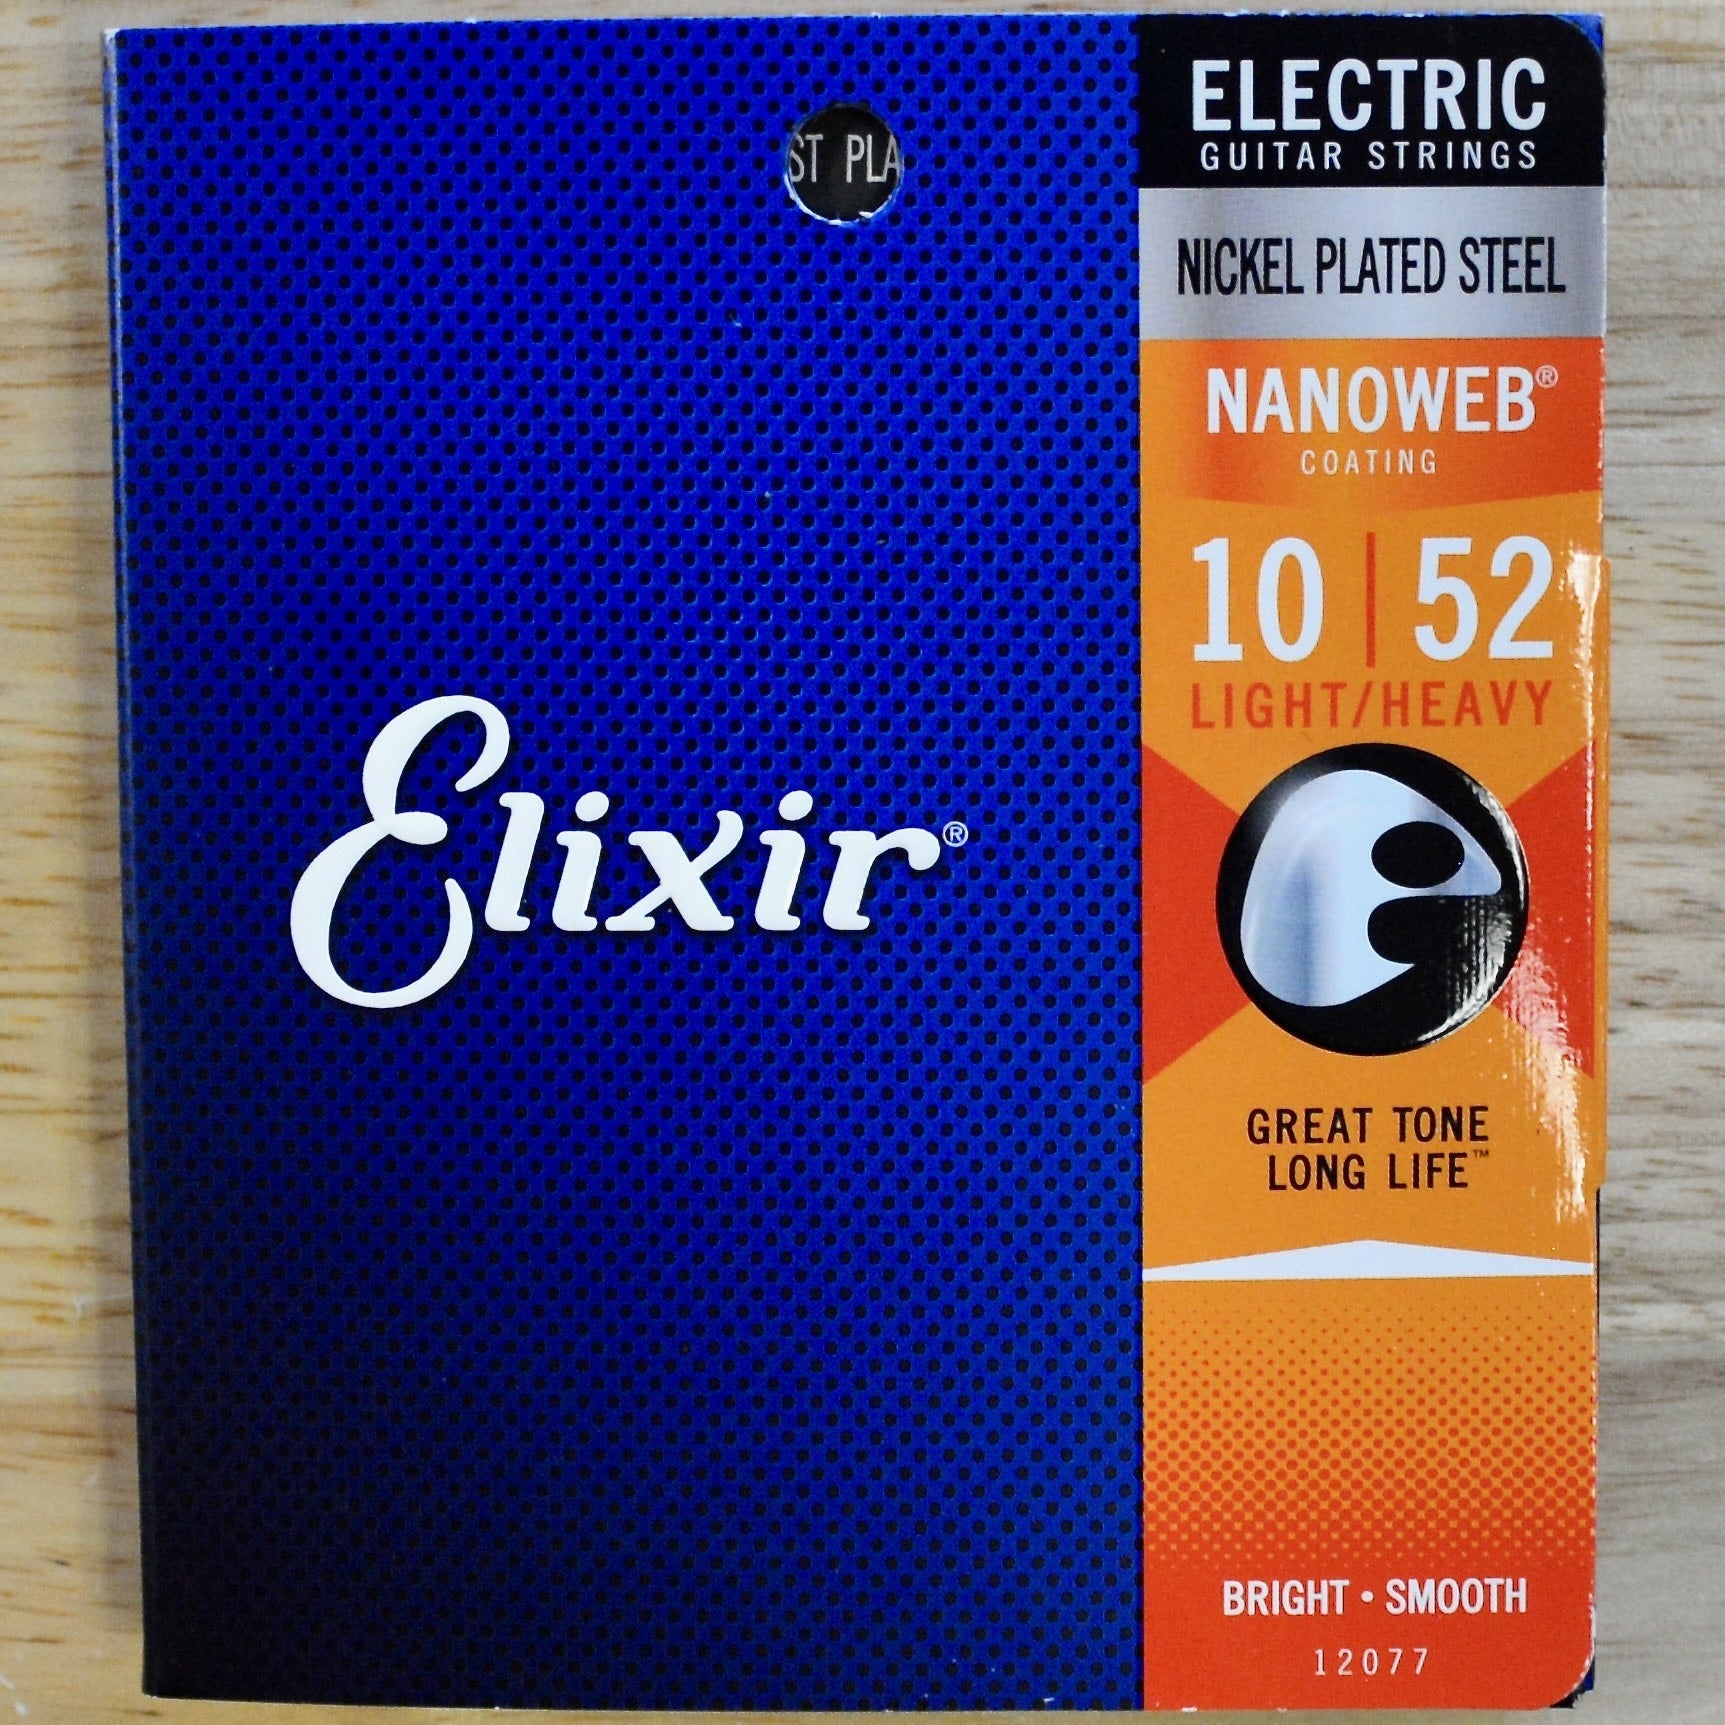 ST PLA
Elixir®
ELECTRIC
GUITAR STRINGS
NICKEL PLATED STEEL
NANOWEB®
COATING
10 | 52
LIGHT/HEAVY
e
GREAT TONE
LONG LIFE™
BRIGHT • SMOOTH
12077